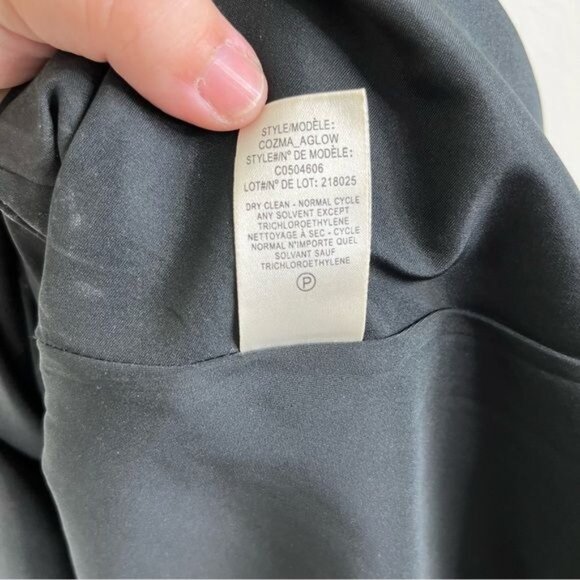 STYLE/MODÈLE:
COZMA_AGLOW
STYLE#/N° DE MODÈLE:
C0504606
LOT#/N° DE LOT: 218025
DRY CLEAN - NORMAL CYCLE
ANY SOLVENT EXCEPT
TRICHLOROETHYLENE
NETTOYAGE À SEC - CYCLE
NORMAL N'IMPORTE QUEL
SOLVANT SAUF
TRICHLOROETHYLENE
P